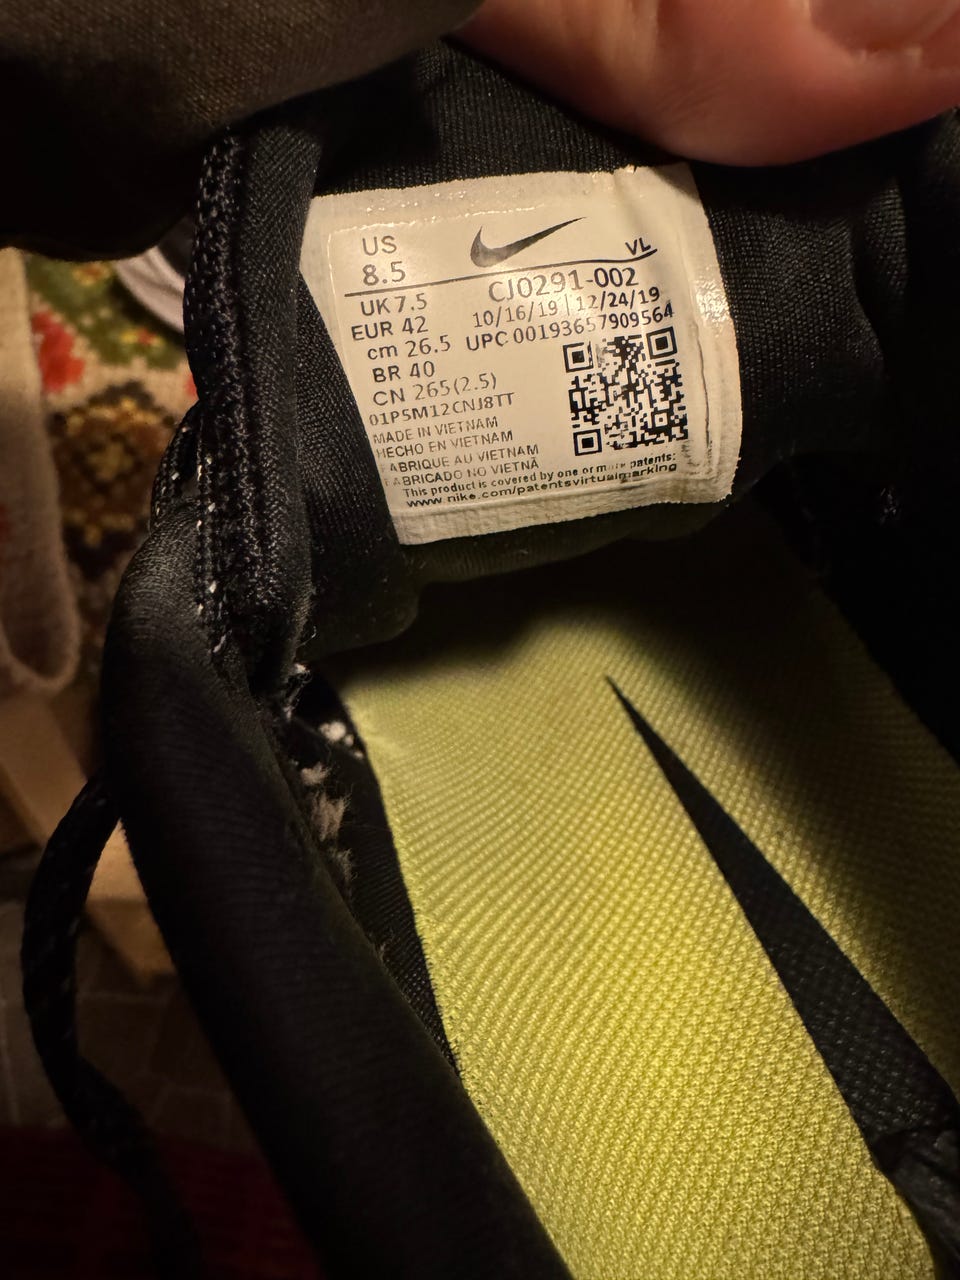 US
8.5
VL
UK 7.5
CJ0291-002
EUR 42
10/16/19 12/24/19
cm 26.5
UPC 00193657909564
BR 40
CN 265(2.5)
01P5M12CNJ8TT
MADE IN VIETNAM
HECHO EN VIETNAM
FABRIQUE AU VIETNAM
FABRICADO NO VIETNÃ
This product is covered by one or more patents:
www.nike.com/patentsvirtualmarking